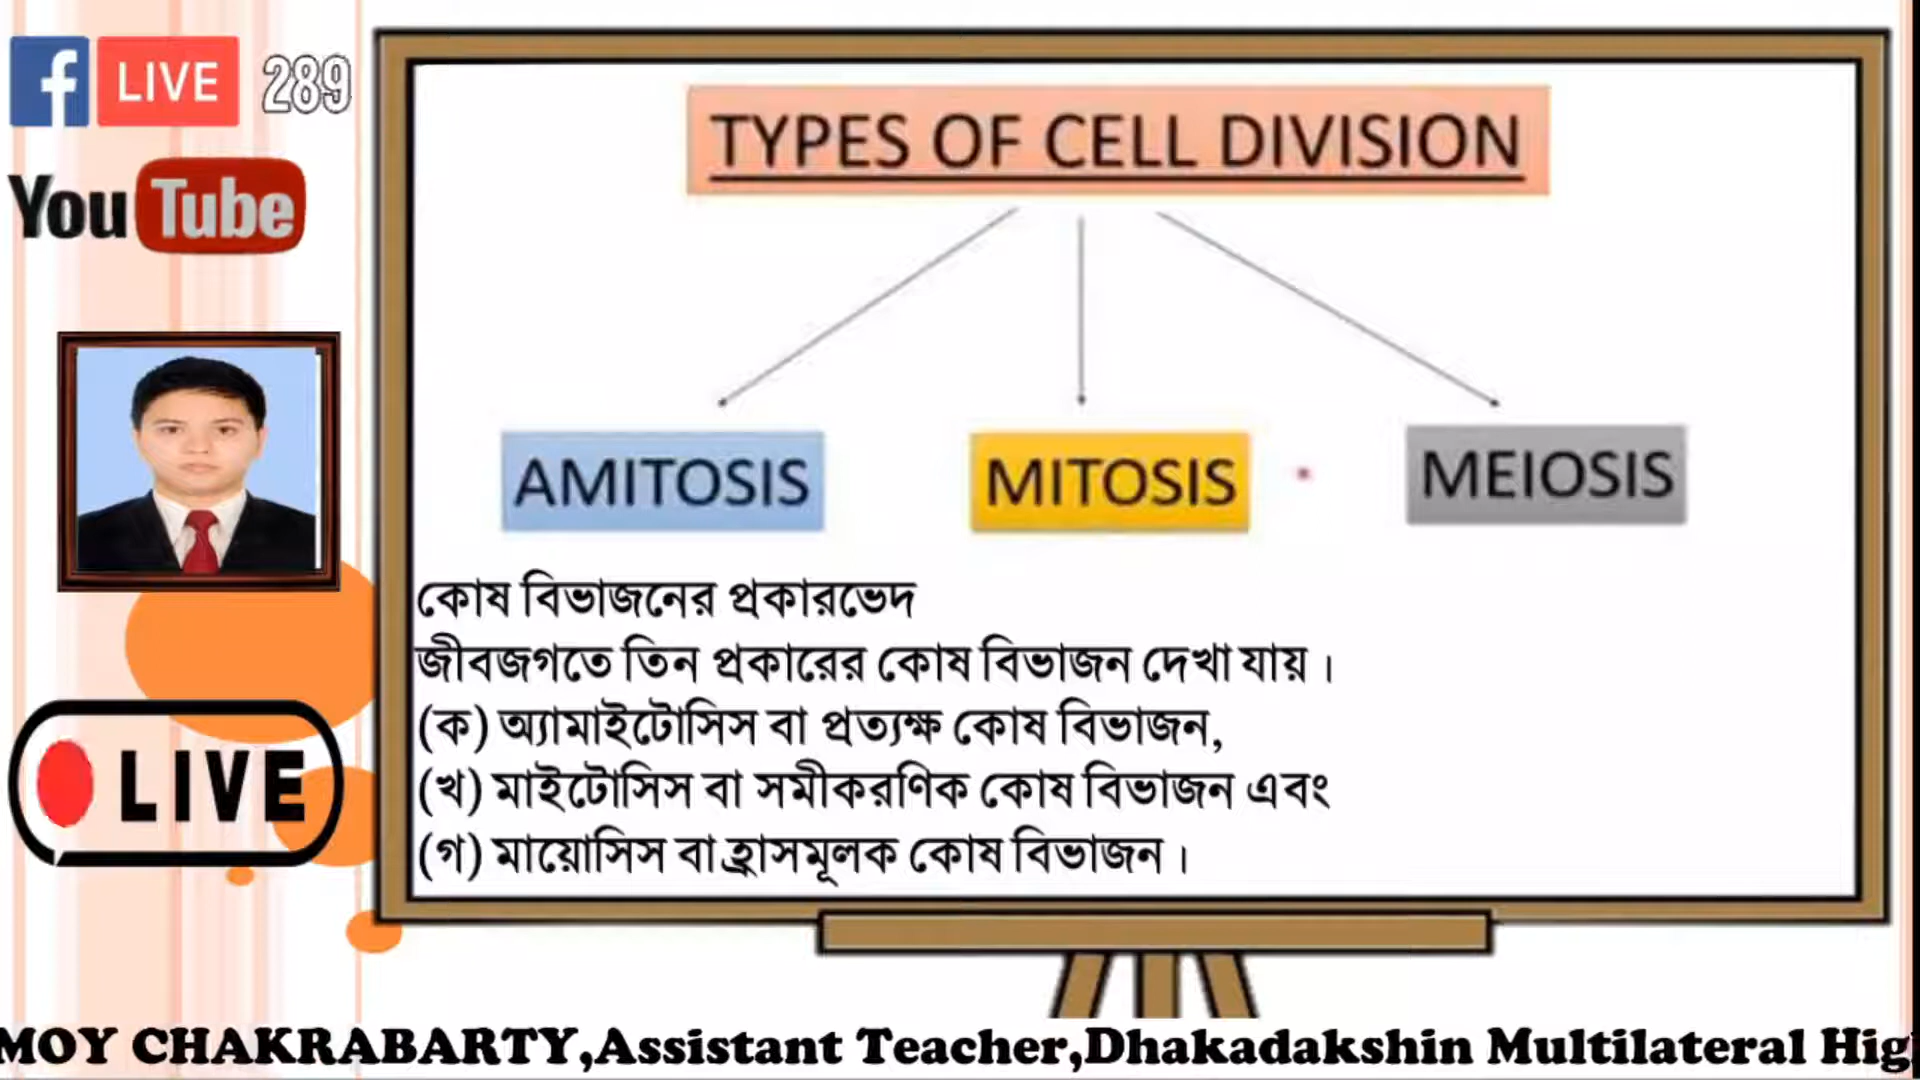 f LIVE 289
YouTube
TYPES OF CELL DIVISION
AMITOSIS MITOSIS MEIOSIS
কোষ বিভাজনের প্রকারভেদ
জীবজগতে তিন প্রকারের কোষ বিভাজন দেখা যায়।
(ক) অ্যামাইটোসিস বা প্রত্যক্ষ কোষ বিভাজন,
(খ) মাইটোসিস বা সমীকরণিক কোষ বিভাজন এবং
(গ) মায়োসিস বা হ্রাসমূলক কোষ বিভাজন।
LIVE
MOY CHAKRABARTY,Assistant Teacher,Dhakadakshin Multilateral Hig